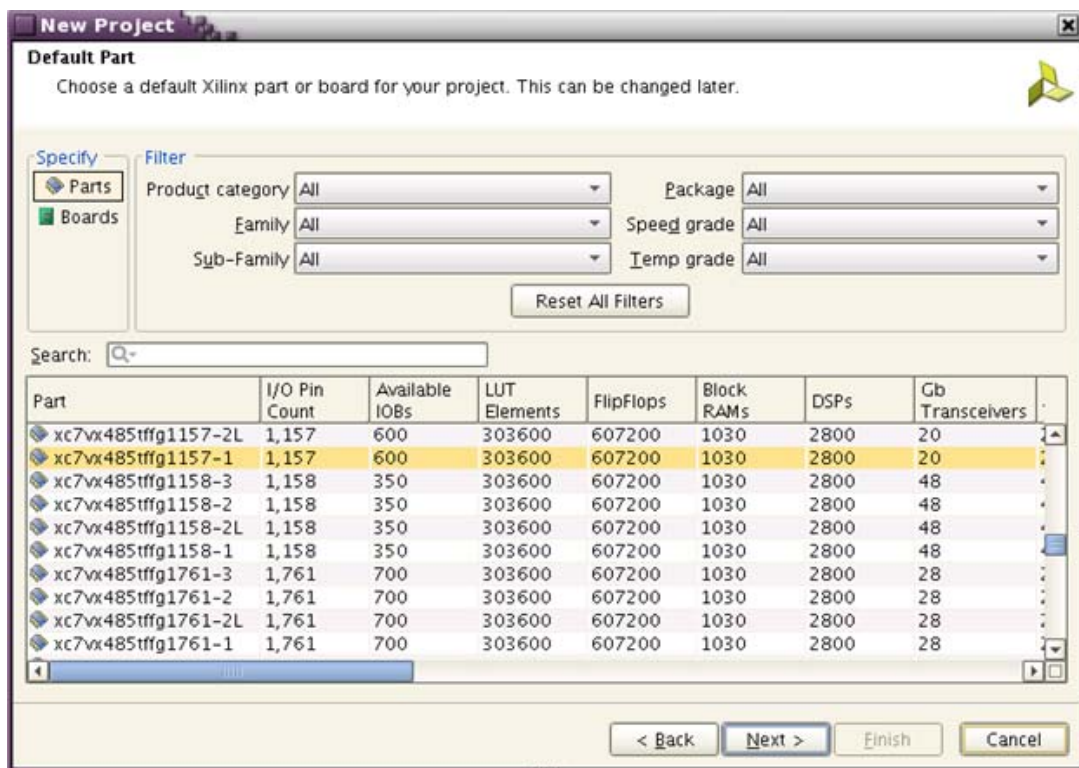 New Project
Default Part
Choose a default Xilinx part or board for your project. This can be changed later.
Specify
Filter
Parts
Boards
Product category All
Package All
Family All
Speed grade All
Sub-Family All
Temp grade All
Reset All Filters
Search:
Part I/O Pin Count Available IOBs LUT Elements FlipFlops Block RAMs DSPs Gb Transceivers
xc7vx485tffg1157-2L 1,157 600 303600 607200 1030 2800 20
xc7vx485tffg1157-1 1,157 600 303600 607200 1030 2800 20
xc7vx485tffg1158-3 1,158 350 303600 607200 1030 2800 48
xc7vx485tffg1158-2 1,158 350 303600 607200 1030 2800 48
xc7vx485tffg1158-2L 1,158 350 303600 607200 1030 2800 48
xc7vx485tffg1158-1 1,158 350 303600 607200 1030 2800 48
xc7vx485tffg1761-3 1,761 700 303600 607200 1030 2800 28
xc7vx485tffg1761-2 1,761 700 303600 607200 1030 2800 28
xc7vx485tffg1761-2L 1,761 700 303600 607200 1030 2800 28
xc7vx485tffg1761-1 1,761 700 303600 607200 1030 2800 28
< Back Next > Finish Cancel